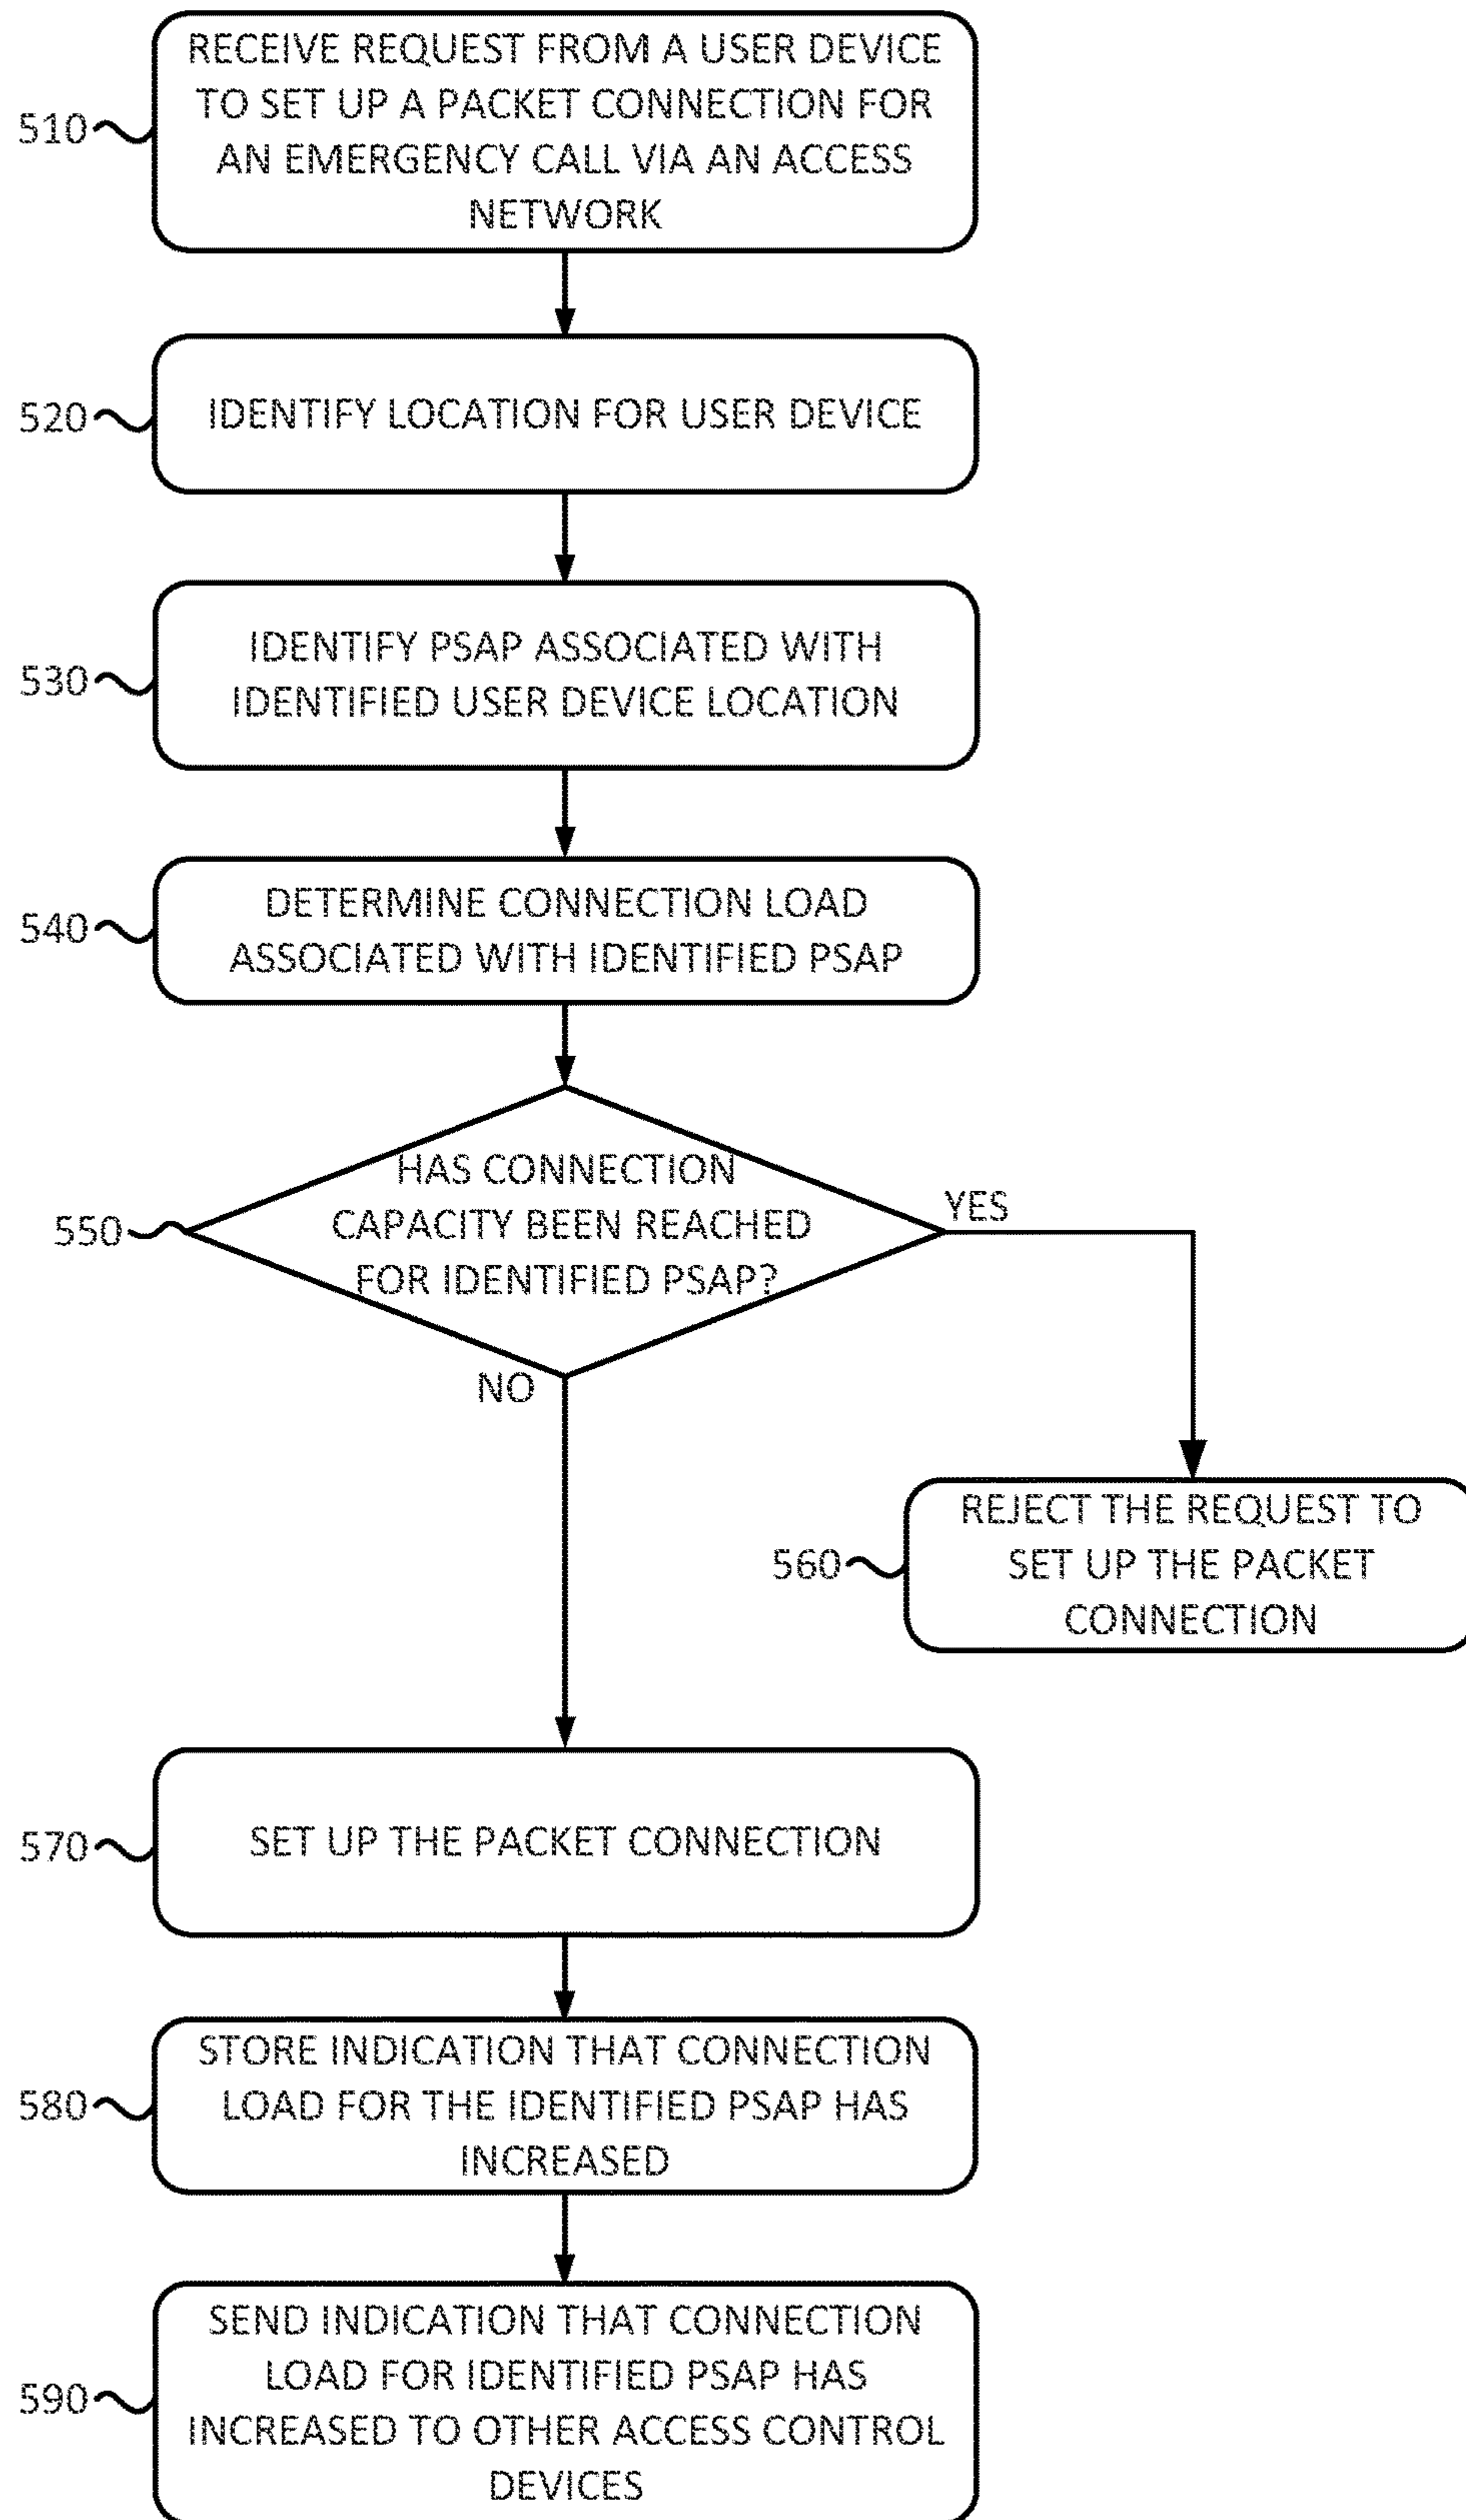 RECEIVE REQUEST FROM A USER DEVICE
TO SET UP A PACKET CONNECTION FOR
AN EMERGENCY CALL VIA AN ACCESS
NETWORK
510
IDENTIFY LOCATION FOR USER DEVICE
520
IDENTIFY PSAP ASSOCIATED WITH
IDENTIFIED USER DEVICE LOCATION
530
DETERMINE CONNECTION LOAD
ASSOCIATED WITH IDENTIFIED PSAP
540
HAS CONNECTION
CAPACITY BEEN REACHED
FOR IDENTIFIED PSAP?
550
YES
NO
REJECT THE REQUEST TO
SET UP THE PACKET
CONNECTION
560
SET UP THE PACKET CONNECTION
570
STORE INDICATION THAT CONNECTION
LOAD FOR THE IDENTIFIED PSAP HAS
INCREASED
580
SEND INDICATION THAT CONNECTION
LOAD FOR IDENTIFIED PSAP HAS
INCREASED TO OTHER ACCESS CONTROL
DEVICES
590